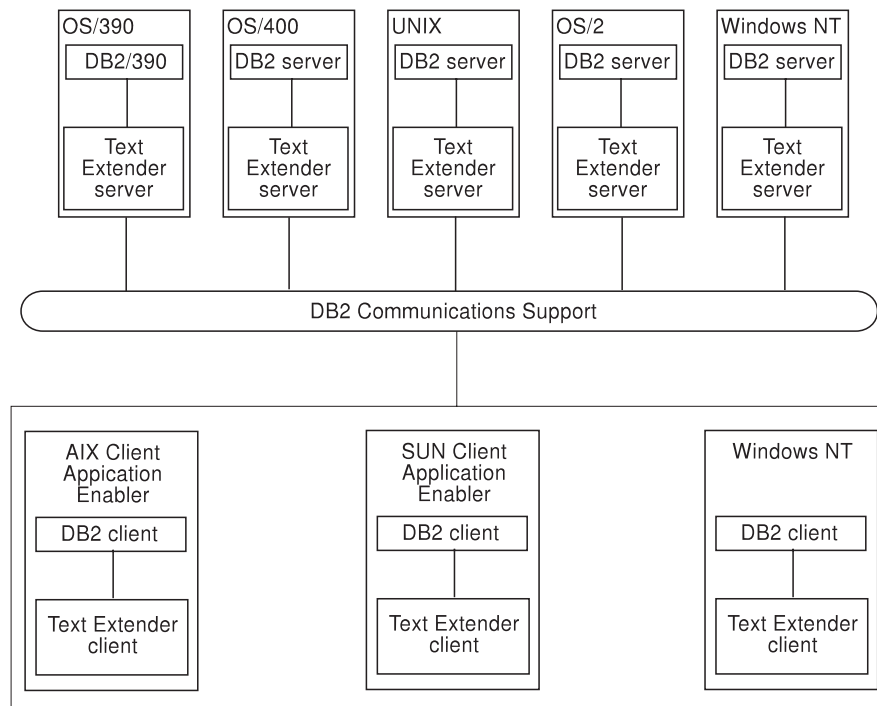 OS/390
DB2/390
Text
Extender
server
OS/400
DB2 server
Text
Extender
server
UNIX
DB2 server
Text
Extender
server
OS/2
DB2 server
Text
Extender
server
Windows NT
DB2 server
Text
Extender
server
DB2 Communications Support
AIX Client
Appication
Enabler
DB2 client
Text Extender
client
SUN Client
Application
Enabler
DB2 client
Text Extender
client
Windows NT
DB2 client
Text Extender
client